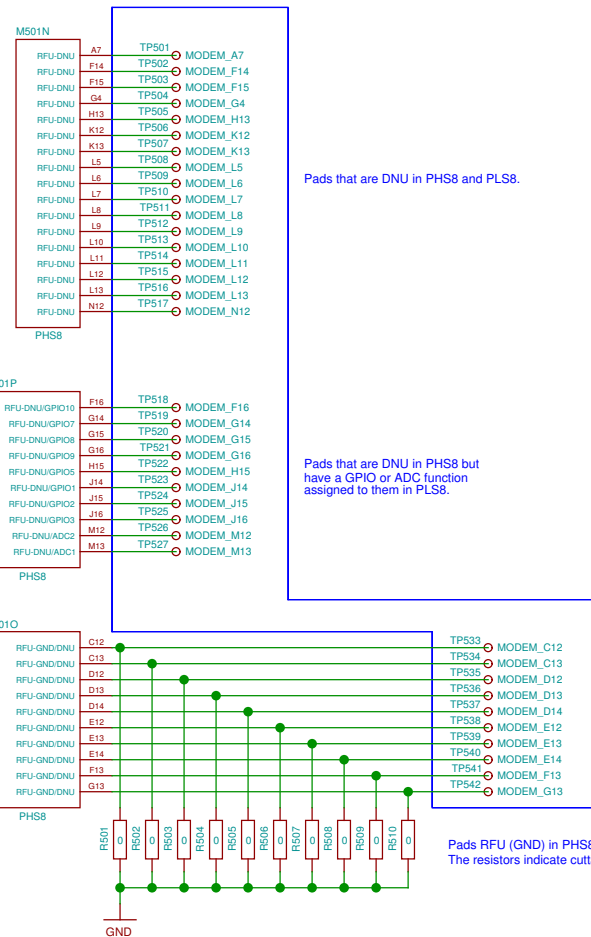 M501N
RFU-DNU A7 TP501 MODEM_A7
RFU-DNU F14 TP502 MODEM_F14
RFU-DNU F15 TP503 MODEM_F15
RFU-DNU G4 TP504 MODEM_G4
RFU-DNU H13 TP505 MODEM_H13
RFU-DNU K12 TP506 MODEM_K12
RFU-DNU K13 TP507 MODEM_K13
RFU-DNU L5 TP508 MODEM_L5
RFU-DNU L6 TP509 MODEM_L6
RFU-DNU L7 TP510 MODEM_L7
RFU-DNU L8 TP511 MODEM_L8
RFU-DNU L9 TP512 MODEM_L9
RFU-DNU L10 TP513 MODEM_L10
RFU-DNU L11 TP514 MODEM_L11
RFU-DNU L12 TP515 MODEM_L12
RFU-DNU L13 TP516 MODEM_L13
RFU-DNU N12 TP517 MODEM_N12
PHS8
Pads that are DNU in PHS8 and PLS8.
01P
RFU-DNU/GPIO10 F16 TP518 MODEM_F16
RFU-DNU/GPIO7 G14 TP519 MODEM_G14
RFU-DNU/GPIO8 G15 TP520 MODEM_G15
RFU-DNU/GPIO9 G16 TP521 MODEM_G16
RFU-DNU/GPIO5 H15 TP522 MODEM_H15
RFU-DNU/GPIO1 J14 TP523 MODEM_J14
RFU-DNU/GPIO2 J15 TP524 MODEM_J15
RFU-DNU/GPIO3 J16 TP525 MODEM_J16
RFU-DNU/ADC2 M12 TP526 MODEM_M12
RFU-DNU/ADC1 M13 TP527 MODEM_M13
PHS8
Pads that are DNU in PHS8 but
have a GPIO or ADC function
assigned to them in PLS8.
01O
RFU-GND/DNU C12 TP533 MODEM_C12
RFU-GND/DNU C13 TP534 MODEM_C13
RFU-GND/DNU D12 TP535 MODEM_D12
RFU-GND/DNU D13 TP536 MODEM_D13
RFU-GND/DNU D14 TP537 MODEM_D14
RFU-GND/DNU E12 TP538 MODEM_E12
RFU-GND/DNU E13 TP539 MODEM_E13
RFU-GND/DNU E14 TP540 MODEM_E14
RFU-GND/DNU F13 TP541 MODEM_F13
RFU-GND/DNU G13 TP542 MODEM_G13
PHS8
R501 0 R502 0 R503 0 R504 0 R505 0 R506 0 R507 0 R508 0 R509 0 R510 0
Pads RFU (GND) in PHS8
The resistors indicate cutt
GND